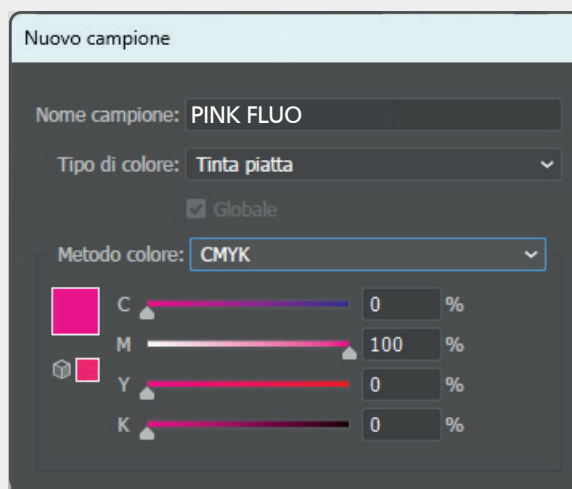 Nuovo campione
Nome campione: PINK FLUO
Tipo di colore: Tinta piatta
Globale
Metodo colore: CMYK
C 0 %
M 100 %
Y 0 %
K 0 %